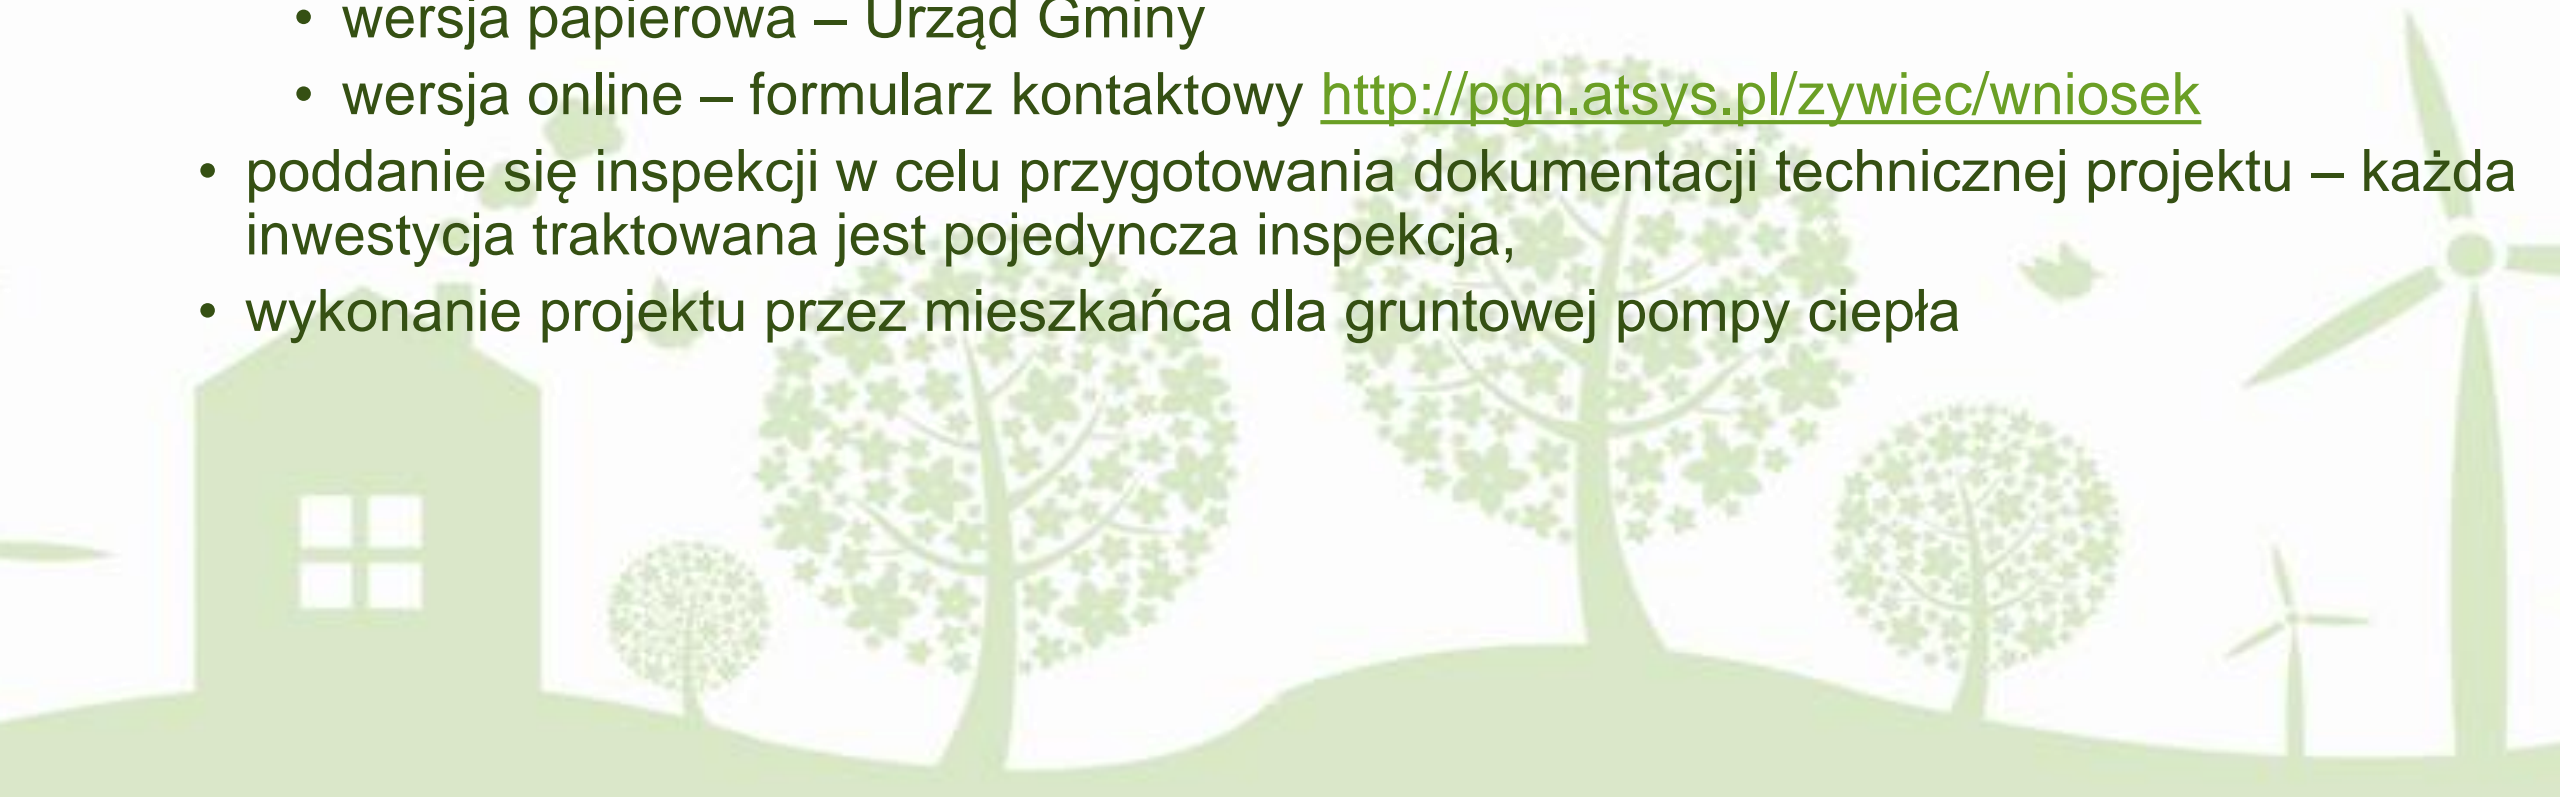 • wersja papierowa – Urząd Gminy
• wersja online – formularz kontaktowy http://pgn.atsys.pl/zywiec/wniosek
• poddanie się inspekcji w celu przygotowania dokumentacji technicznej projektu – każda
inwestycja traktowana jest pojedyncza inspekcja,
• wykonanie projektu przez mieszkańca dla gruntowej pompy ciepła